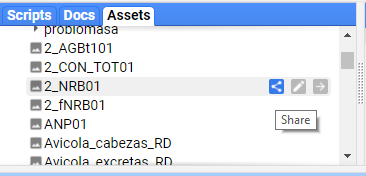 Scripts Docs Assets
problomasa
2_AGBt101
2_CON_TOT01
2_NRB01
2_fNRB01
Share
ANP01
Avicola_cabezas_RD
Avicola_excretas_RD